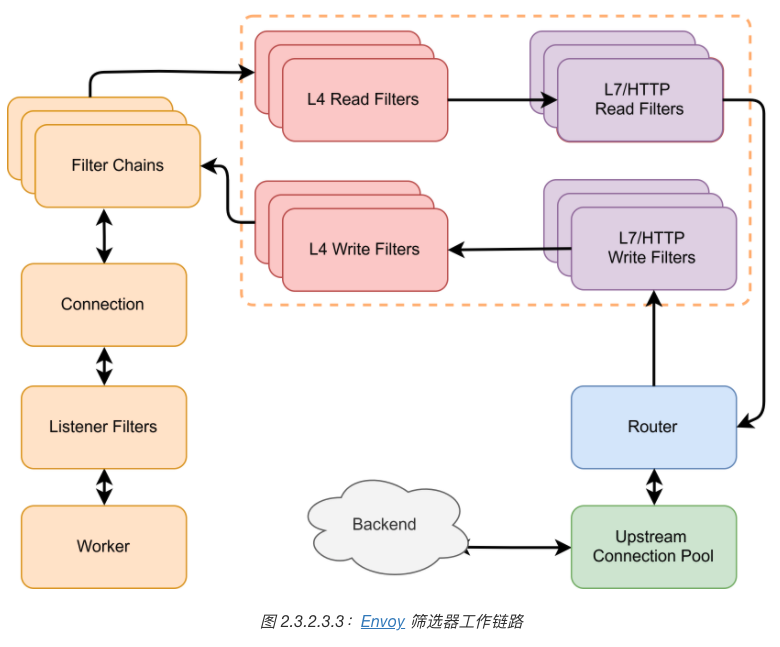 L4 Read Filters
L7/HTTP
Read Filters
Filter Chains
L4 Write Filters
L7/HTTP
Write Filters
Connection
Listener Filters
Router
Worker
Backend
Upstream
Connection Pool
图 2.3.2.3.3：Envoy 筛选器工作链路